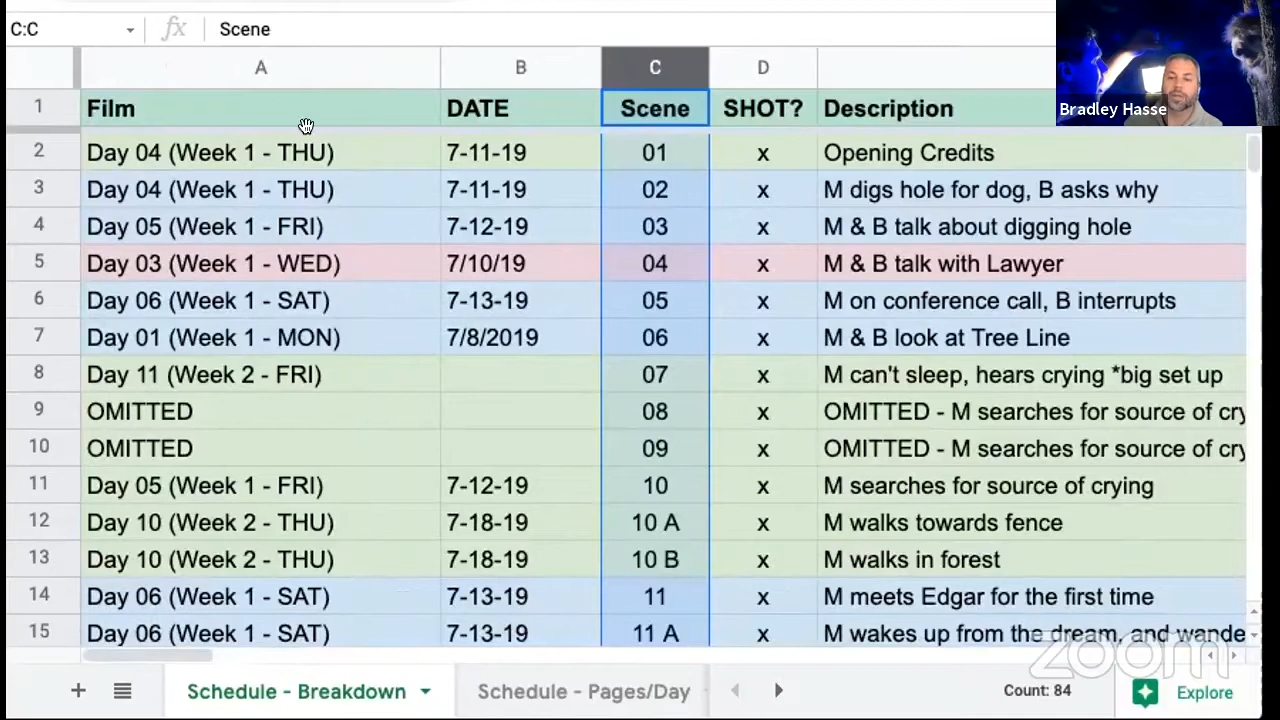 C:C fx Scene
A B C D
1 Film DATE Scene SHOT? Description
Bradley Hasse
2 Day 04 (Week 1 - THU) 7-11-19 01 x Opening Credits
3 Day 04 (Week 1 - THU) 7-11-19 02 x M digs hole for dog, B asks why
4 Day 05 (Week 1 - FRI) 7-12-19 03 x M & B talk about digging hole
5 Day 03 (Week 1 - WED) 7/10/19 04 x M & B talk with Lawyer
6 Day 06 (Week 1 - SAT) 7-13-19 05 x M on conference call, B interrupts
7 Day 01 (Week 1 - MON) 7/8/2019 06 x M & B look at Tree Line
8 Day 11 (Week 2 - FRI) 07 x M can't sleep, hears crying *big set up
9 OMITTED 08 x OMITTED - M searches for source of cry
10 OMITTED 09 x OMITTED - M searches for source of cry
11 Day 05 (Week 1 - FRI) 7-12-19 10 x M searches for source of crying
12 Day 10 (Week 2 - THU) 7-18-19 10 A x M walks towards fence
13 Day 10 (Week 2 - THU) 7-18-19 10 B x M walks in forest
14 Day 06 (Week 1 - SAT) 7-13-19 11 x M meets Edgar for the first time
15 Day 06 (Week 1 - SAT) 7-13-19 11 A x M wakes up from the dream, and wande
zoom
+ Schedule - Breakdown Schedule - Pages/Day Count: 84 Explore